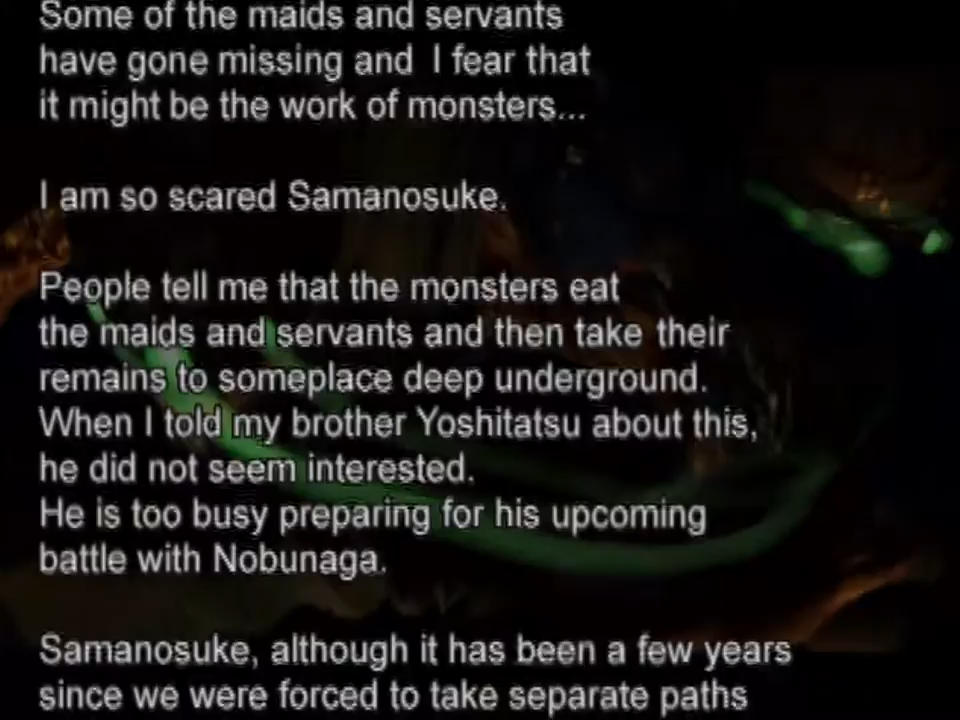 Some of the maids and servants
have gone missing and I fear that
it might be the work of monsters...
I am so scared Samanosuke.
People tell me that the monsters eat
the maids and servants and then take their
remains to someplace deep underground.
When I told my brother Yoshitatsu about this,
he did not seem interested.
He is too busy preparing for his upcoming
battle with Nobunaga.
Samanosuke, although it has been a few years
since we were forced to take separate paths